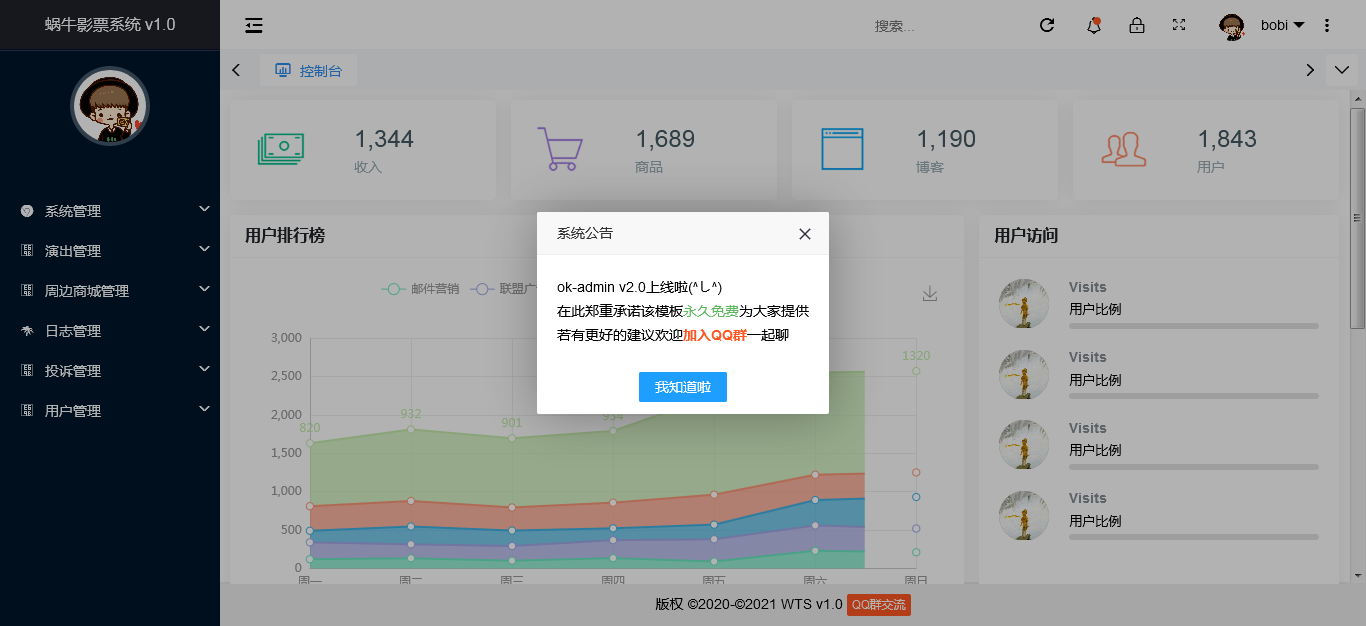 蜗牛影票系统 v1.0
搜索...
bobi
控制台
系统管理
演出管理
周边商城管理
日志管理
投诉管理
用户管理
1,344
收入
1,689
商品
1,190
博客
1,843
用户
用户排行榜
邮件营销
联盟广
3,000
2,500
2,000
1,500
1,000
500
0
820
932
901
934
1320
周一
周二
周三
周四
周五
周六
周日
系统公告
ok-admin v2.0上线啦(^し^)
在此郑重承诺该模板永久免费为大家提供
若有更好的建议欢迎加入QQ群一起聊
我知道啦
用户访问
Visits
用户比例
Visits
用户比例
Visits
用户比例
Visits
用户比例
版权 ©2020-©2021 WTS v1.0 QQ群交流